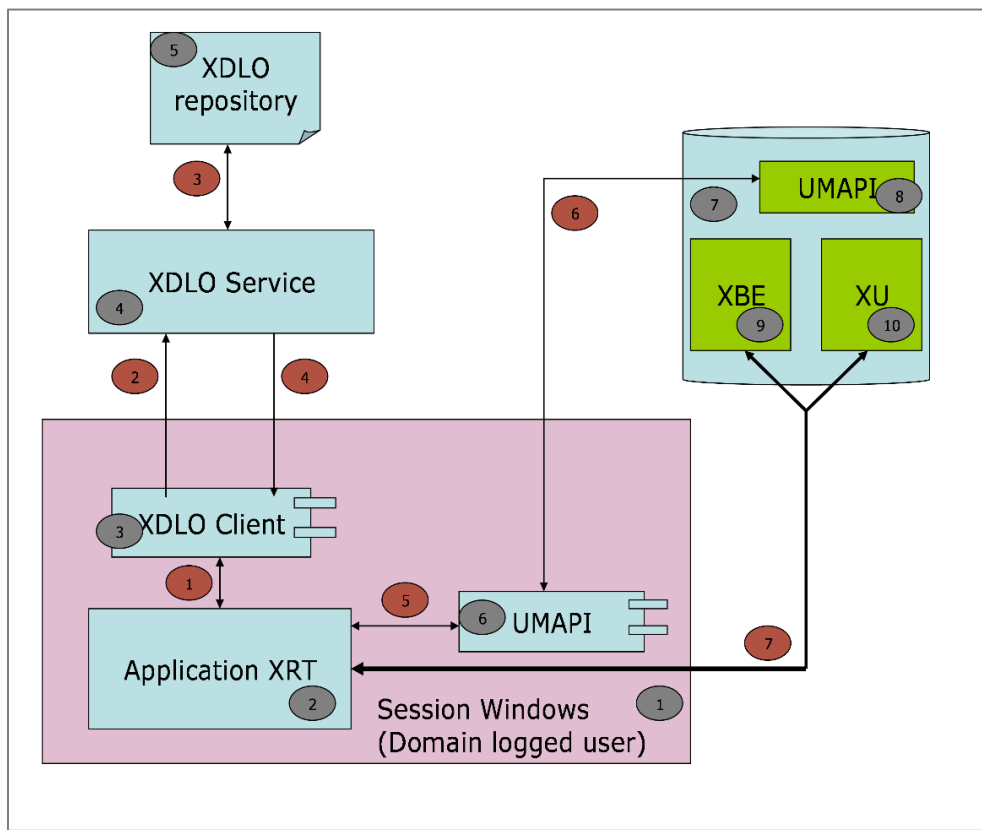 5
XDLO
repository
3
UMAPI
8
7
6
XDLO Service
4
XBE
9
XU
10
2
4
XDLO Client
3
1
5
6
UMAPI
7
Application XRT
2
Session Windows
(Domain logged user)
1